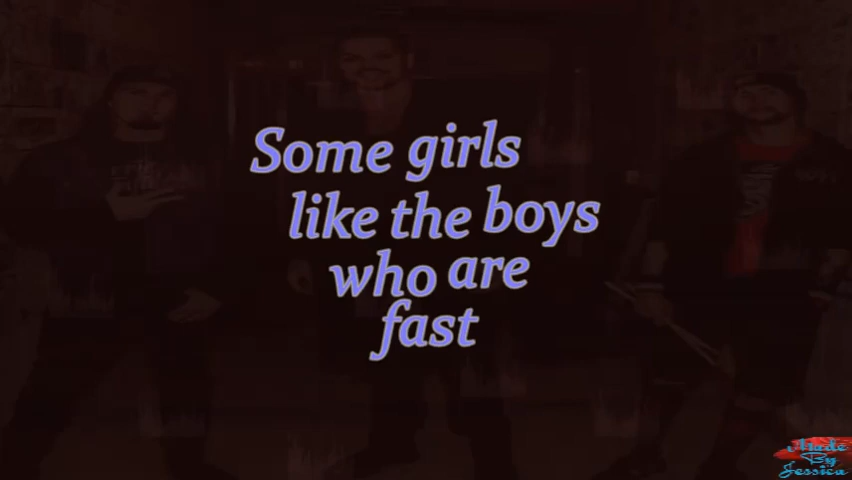 Some girls
like the boys
who are
fast
Made
By
Jessica